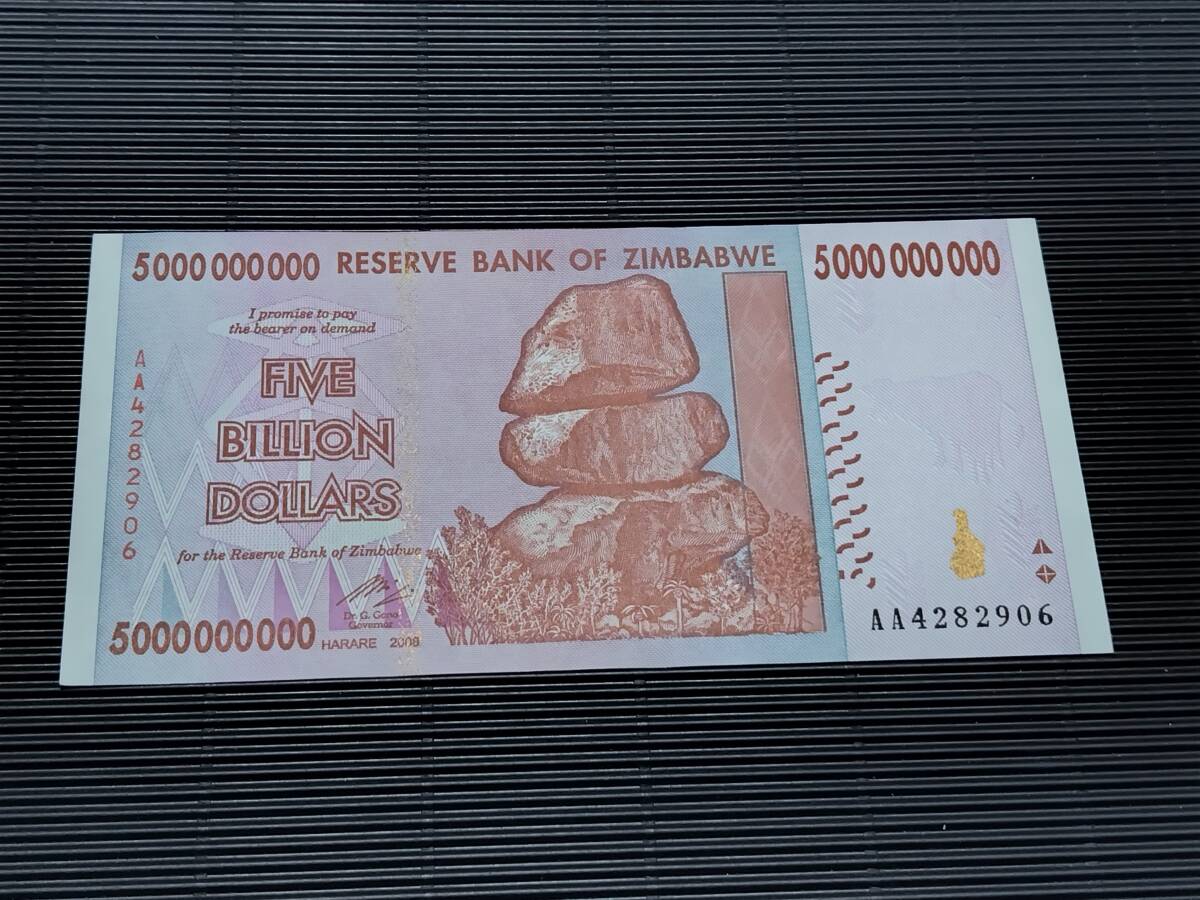 5000 000 000 RESERVE BANK OF ZIMBABWE 5000 000 000
I promise to pay
the bearer on demand
FIVE
BILLION
DOLLARS
for the Reserve Bank of Zimbabwe
Dr. G. Gono
Governor
5000000000 HARARE 2008
AA4282906
AA4282906